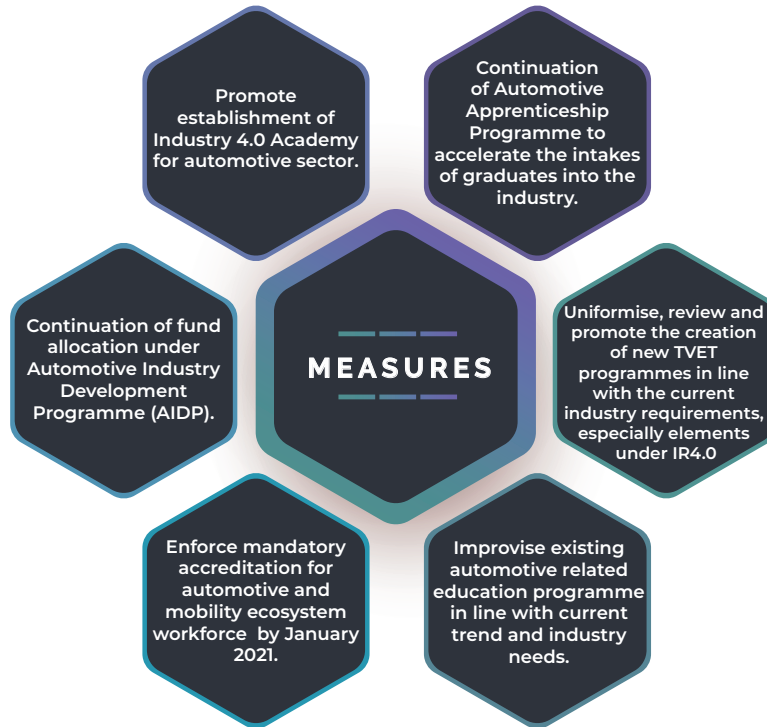 Promote
establishment of
Industry 4.0 Academy
for automotive sector.
Continuation
of Automotive
Apprenticeship
Programme to
accelerate the intakes
of graduates into the
industry.
Continuation of fund
allocation under
Automotive Industry
Development
Programme (AIDP).
MEASURES
Uniformise, review and
promote the creation
of new TVET
programmes in line
with the current
industry requirements,
especially elements
under IR4.0
Enforce mandatory
accreditation for
automotive and
mobility ecosystem
workforce by January
2021.
Improvise existing
automotive related
education programme
in line with current
trend and industry
needs.